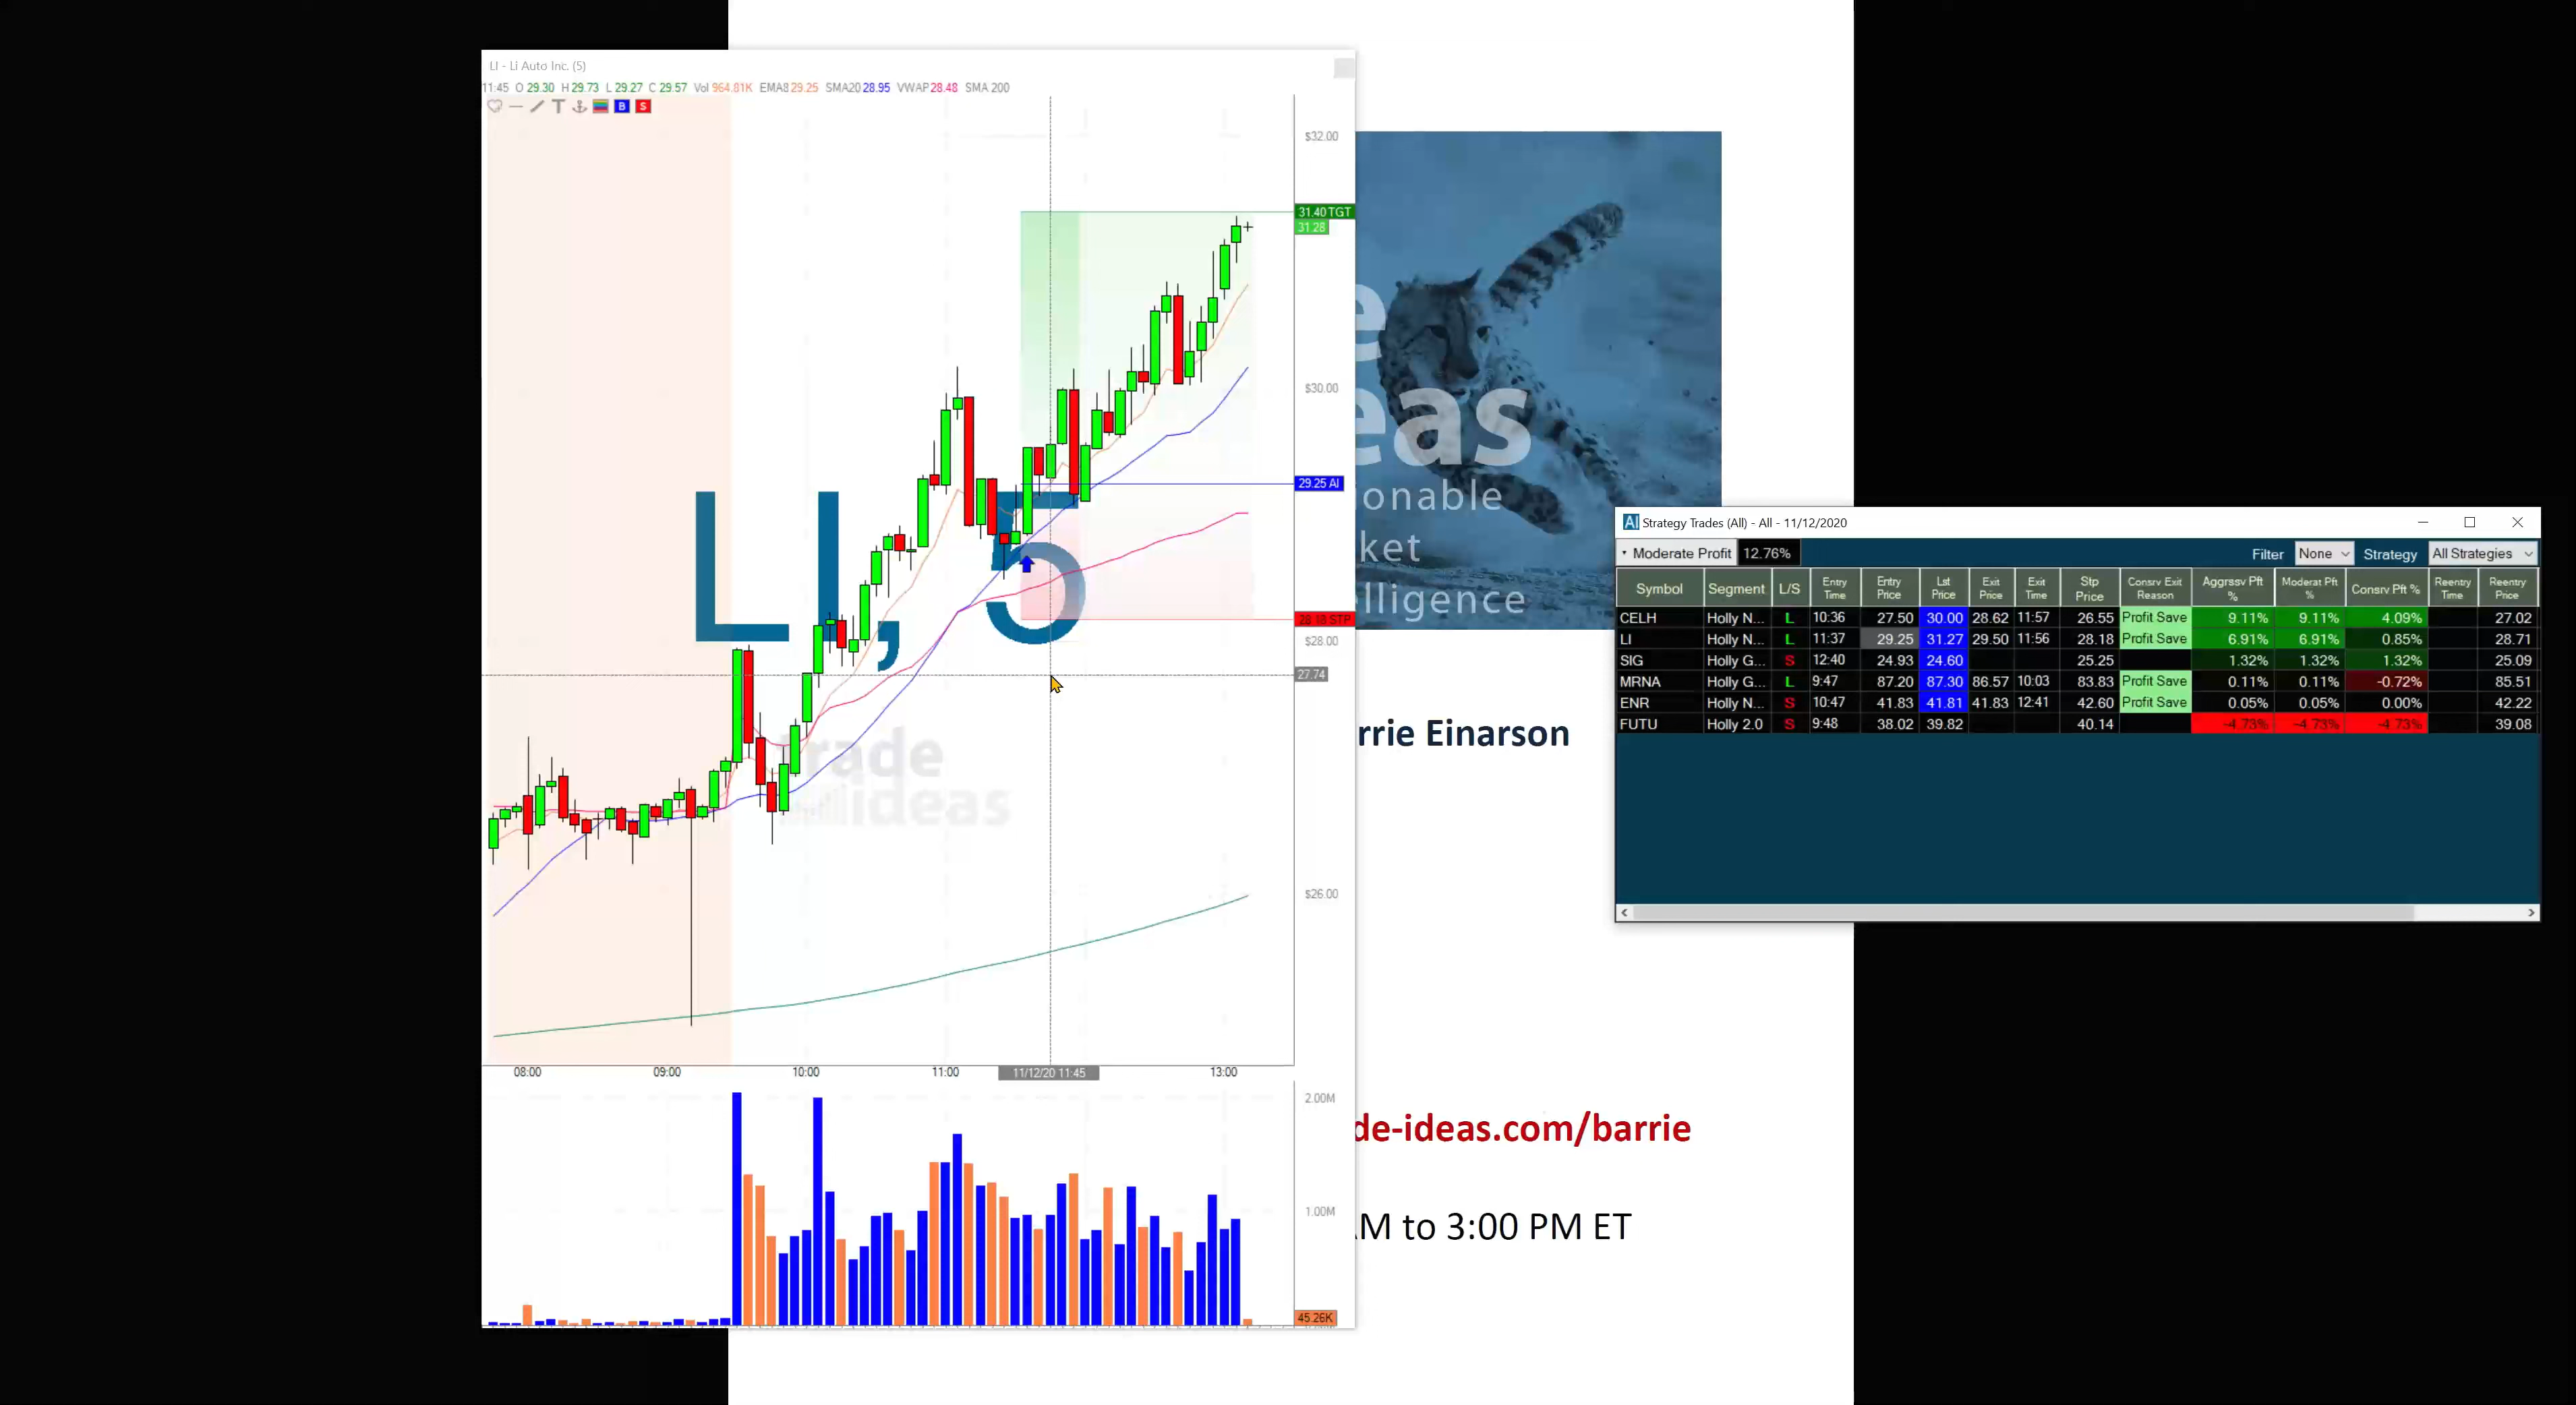 LI - Li Auto Inc. (5)
11:45 O 29.30 H 29.73 L 29.27 C 29.57 Vol 964.81K EMA8 29.25 SMA20 28.95 VWAP 28.48 SMA 200
T B S
$32.00
31.40 TGT
31.28
$30.00
29.25 AI
28.18 STP
$28.00
27.74
$26.00
LI, 5
trade
ideas
08:00 09:00 10:00 11:00 11/12/20 11:45 13:00
2.00M
1.00M
45.26K
e
eas
ionable
ket
lligence
rrie Einarson
de-ideas.com/barrie
AM to 3:00 PM ET
AI Strategy Trades (All) - All - 11/12/2020
Moderate Profit 12.76% Filter None Strategy All Strategies
Symbol Segment L/S Entry Time Entry Price Lst Price Exit Price Exit Time Stp Price Consrv Exit Reason Aggrssv Pft % Moderat Pft % Consrv Pft % Reentry Time Reentry Price
CELH Holly N... L 10:36 27.50 30.00 28.62 11:57 26.55 Profit Save 9.11% 9.11% 4.09% 27.02
LI Holly N... L 11:37 29.25 31.27 29.50 11:56 28.18 Profit Save 6.91% 6.91% 0.85% 28.71
SIG Holly G... S 12:40 24.93 24.60 25.25 1.32% 1.32% 1.32% 25.09
MRNA Holly G... L 9:47 87.20 87.30 86.57 10:03 83.83 Profit Save 0.11% 0.11% -0.72% 85.51
ENR Holly N... S 10:47 41.83 41.81 41.83 12:41 42.60 Profit Save 0.05% 0.05% 0.00% 42.22
FUTU Holly 2.0 S 9:48 38.02 39.82 40.14 -4.73% -4.73% -4.73% 39.08